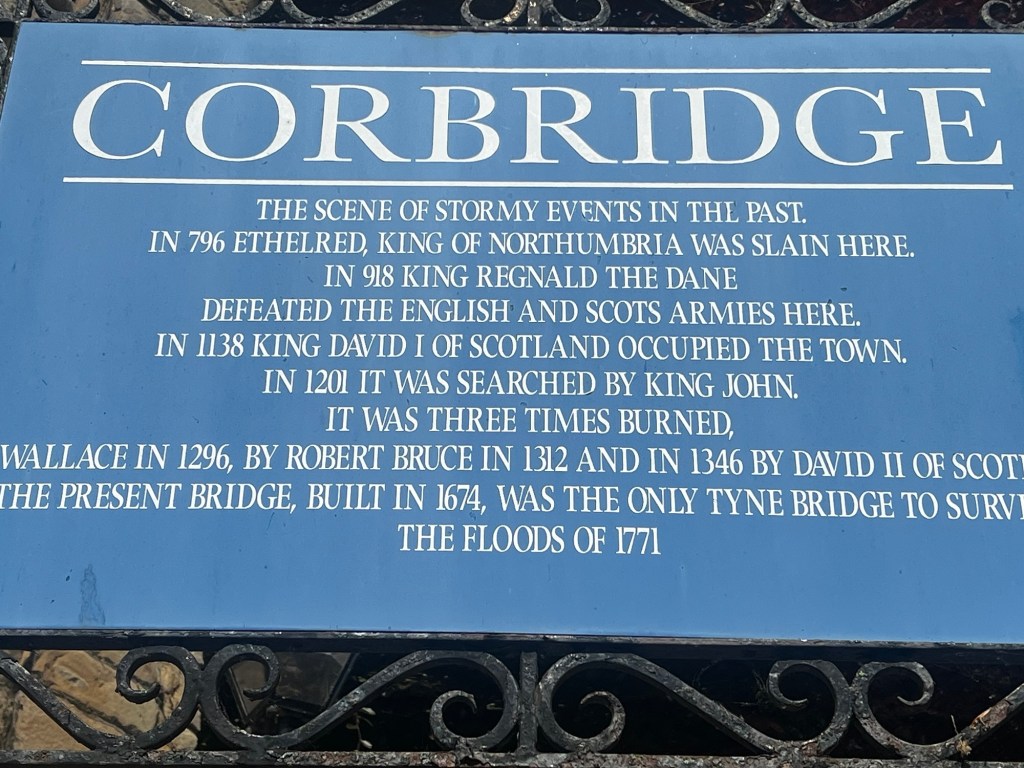 CORBRIDGE
THE SCENE OF STORMY EVENTS IN THE PAST.
IN 796 ETHELRED, KING OF NORTHUMBRIA WAS SLAIN HERE.
IN 918 KING REGNALD THE DANE
DEFEATED THE ENGLISH AND SCOTS ARMIES HERE.
IN 1138 KING DAVID I OF SCOTLAND OCCUPIED THE TOWN.
IN 1201 IT WAS SEARCHED BY KING JOHN.
IT WAS THREE TIMES BURNED,
WALLACE IN 1296, BY ROBERT BRUCE IN 1312 AND IN 1346 BY DAVID II OF
THE PRESENT BRIDGE, BUILT IN 1674, WAS THE ONLY TYNE BRIDGE TO
THE FLOODS OF 1771